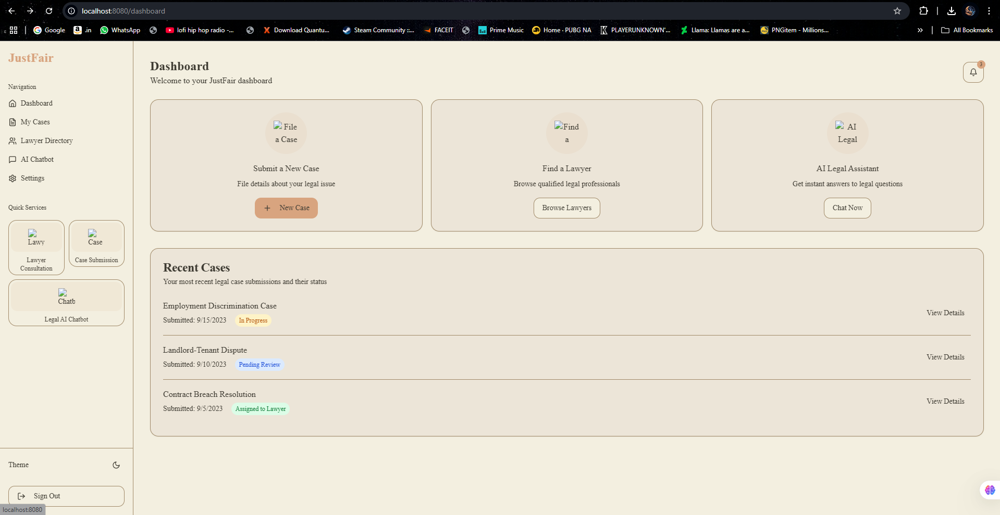 localhost:8080/dashboard
Google
.in
WhatsApp
lofi hip hop radio -...
Download Quantu...
Steam Community ::...
FACEIT
Prime Music
Home · PUBG NA
PLAYERUNKNOWN'...
Llama: Llamas are a...
PNGitem - Millions...
»
All Bookmarks
JustFair
Navigation
Dashboard
My Cases
Lawyer Directory
AI Chatbot
Settings
Quick Services
Lawy
Lawyer
Consultation
Case
Case Submission
Chatb
Legal AI Chatbot
Theme
Sign Out
localhost:8080
Dashboard
Welcome to your JustFair dashboard
3
File
a Case
Submit a New Case
File details about your legal issue
+ New Case
Find
a
Find a Lawyer
Browse qualified legal professionals
Browse Lawyers
AI
Legal
AI Legal Assistant
Get instant answers to legal questions
Chat Now
Recent Cases
Your most recent legal case submissions and their status
Employment Discrimination Case
Submitted: 9/15/2023 In Progress
View Details
Landlord-Tenant Dispute
Submitted: 9/10/2023 Pending Review
View Details
Contract Breach Resolution
Submitted: 9/5/2023 Assigned to Lawyer
View Details